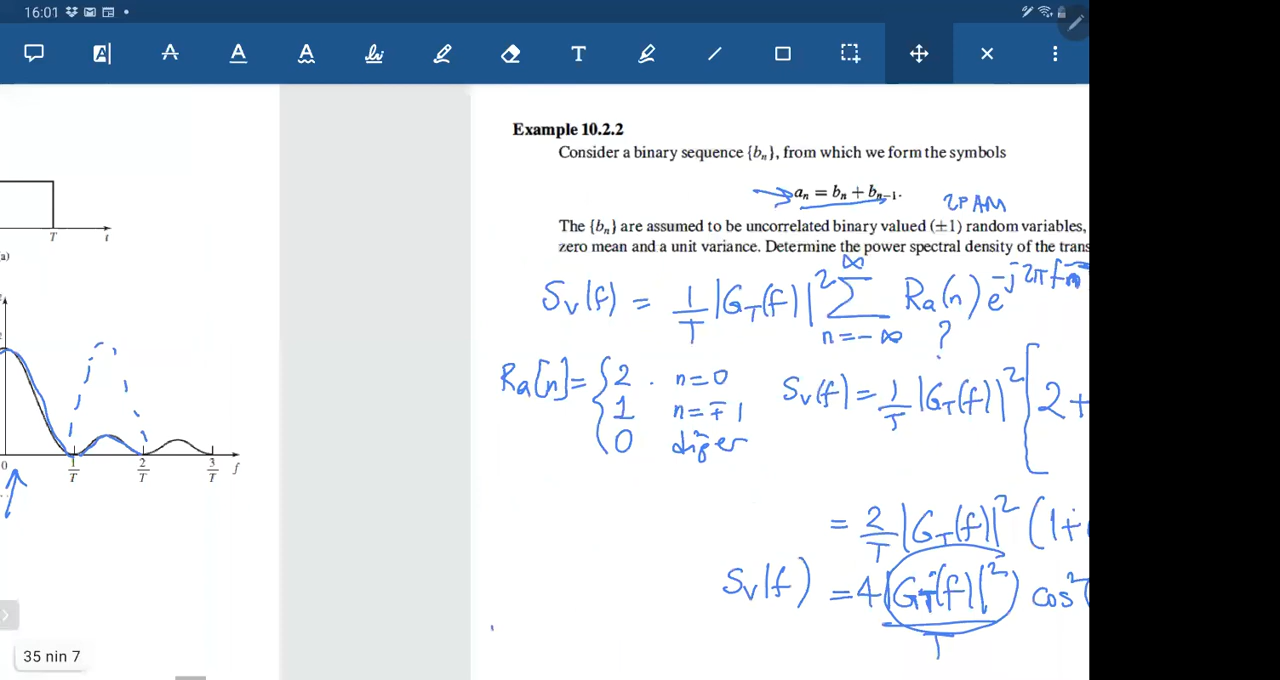 16:01
T
T t
a)
0 1/T 2/T 3/T f
Example 10.2.2
Consider a binary sequence {bₙ}, from which we form the symbols
aₙ = bₙ + bₙ₋₁.
2PAM
The {bₙ} are assumed to be uncorrelated binary valued (±1) random variables,
zero mean and a unit variance. Determine the power spectral density of the trans
Sᵥ(f) = 1/T |G_T(f)|² ∑_{n=-∞}^{∞} Ra(n) e^{-j2πfn
?
Ra[n] = { 2 n=0
1 n=∓1
0 diğer
Sᵥ(f) = 1/T |G_T(f)|² [2+
= 2/T |G_T(f)|² (1+
Sᵥ(f) = 4 |G_T(f)|²/T cos²(
35 nin 7